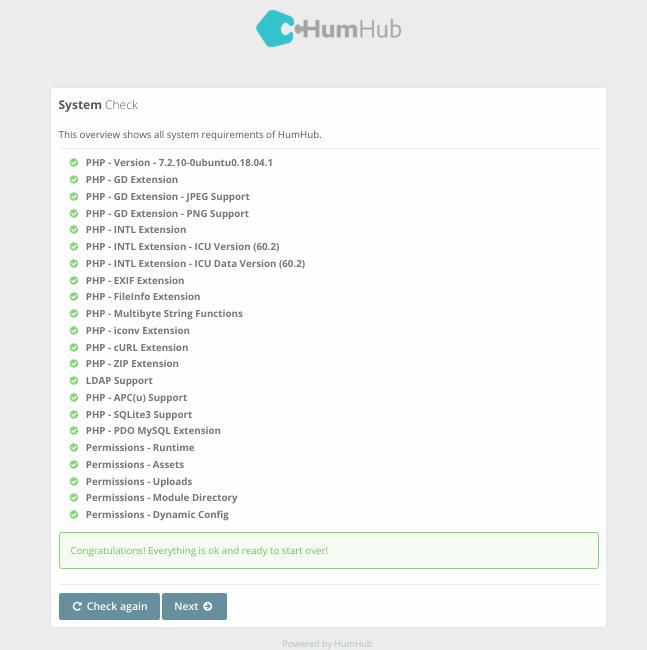 HumHub
System Check
This overview shows all system requirements of HumHub.
PHP - Version - 7.2.10-0ubuntu0.18.04.1
PHP - GD Extension
PHP - GD Extension - JPEG Support
PHP - GD Extension - PNG Support
PHP - INTL Extension
PHP - INTL Extension - ICU Version (60.2)
PHP - INTL Extension - ICU Data Version (60.2)
PHP - EXIF Extension
PHP - FileInfo Extension
PHP - Multibyte String Functions
PHP - iconv Extension
PHP - cURL Extension
PHP - ZIP Extension
LDAP Support
PHP - APC(u) Support
PHP - SQLite3 Support
PHP - PDO MySQL Extension
Permissions - Runtime
Permissions - Assets
Permissions - Uploads
Permissions - Module Directory
Permissions - Dynamic Config
Congratulations! Everything is ok and ready to start over!
Check again Next
Powered by HumHub